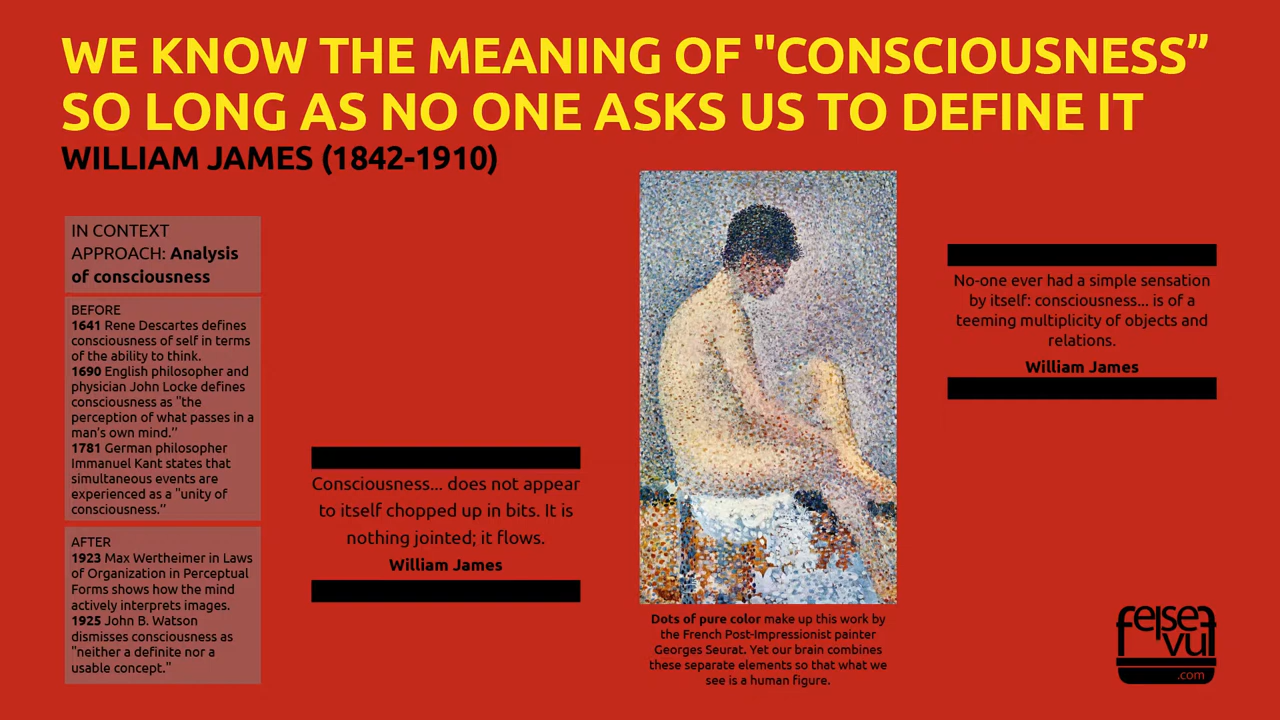 WE KNOW THE MEANING OF "CONSCIOUSNESS”
SO LONG AS NO ONE ASKS US TO DEFINE IT
WILLIAM JAMES (1842-1910)
IN CONTEXT
APPROACH: Analysis
of consciousness
BEFORE
1641 Rene Descartes defines
consciousness of self in terms
of the ability to think.
1690 English philosopher and
physician John Locke defines
consciousness as "the
perception of what passes in a
man's own mind.”
1781 German philosopher
Immanuel Kant states that
simultaneous events are
experienced as a "unity of
consciousness.”
AFTER
1923 Max Wertheimer in Laws
of Organization in Perceptual
Forms shows how the mind
actively interprets images.
1925 John B. Watson
dismisses consciousness as
"neither a definite nor a
usable concept."
Consciousness... does not appear
to itself chopped up in bits. It is
nothing jointed; it flows.
William James
Dots of pure color make up this work by
the French Post-Impressionist painter
Georges Seurat. Yet our brain combines
these separate elements so that what we
see is a human figure.
No-one ever had a simple sensation
by itself: consciousness... is of a
teeming multiplicity of objects and
relations.
William James
felsef
vuf
.com